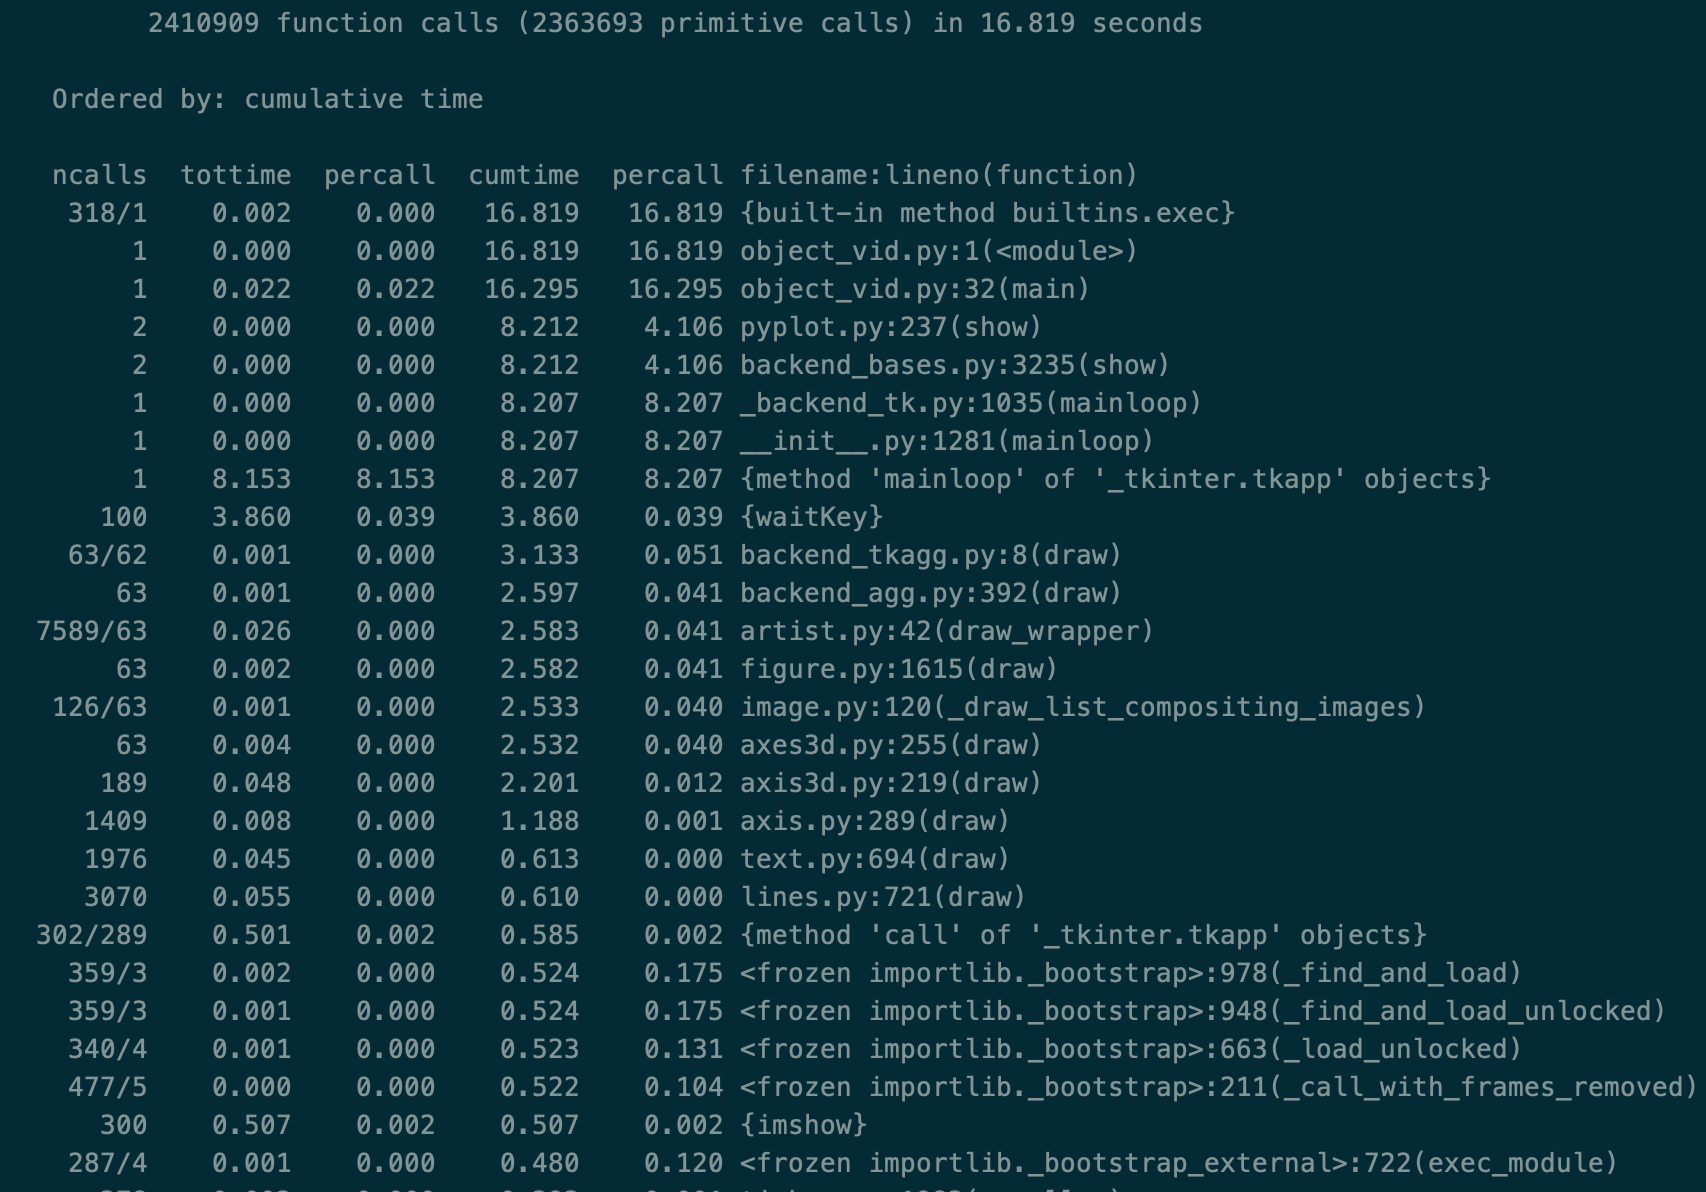 2410909 function calls (2363693 primitive calls) in 16.819 seconds
Ordered by: cumulative time
ncalls tottime percall cumtime percall filename:lineno(function)
318/1 0.002 0.000 16.819 16.819 {built-in method builtins.exec}
1 0.000 0.000 16.819 16.819 object_vid.py:1(<module>)
1 0.022 0.022 16.295 16.295 object_vid.py:32(main)
2 0.000 0.000 8.212 4.106 pyplot.py:237(show)
2 0.000 0.000 8.212 4.106 backend_bases.py:3235(show)
1 0.000 0.000 8.207 8.207 _backend_tk.py:1035(mainloop)
1 0.000 0.000 8.207 8.207 __init__.py:1281(mainloop)
1 8.153 8.153 8.207 8.207 {method 'mainloop' of '_tkinter.tkapp' objects}
100 3.860 0.039 3.860 0.039 {waitKey}
63/62 0.001 0.000 3.133 0.051 backend_tkagg.py:8(draw)
63 0.001 0.000 2.597 0.041 backend_agg.py:392(draw)
7589/63 0.026 0.000 2.583 0.041 artist.py:42(draw_wrapper)
63 0.002 0.000 2.582 0.041 figure.py:1615(draw)
126/63 0.001 0.000 2.533 0.040 image.py:120(_draw_list_compositing_images)
63 0.004 0.000 2.532 0.040 axes3d.py:255(draw)
189 0.048 0.000 2.201 0.012 axis3d.py:219(draw)
1409 0.008 0.000 1.188 0.001 axis.py:289(draw)
1976 0.045 0.000 0.613 0.000 text.py:694(draw)
3070 0.055 0.000 0.610 0.000 lines.py:721(draw)
302/289 0.501 0.002 0.585 0.002 {method 'call' of '_tkinter.tkapp' objects}
359/3 0.002 0.000 0.524 0.175 <frozen importlib._bootstrap>:978(_find_and_load)
359/3 0.001 0.000 0.524 0.175 <frozen importlib._bootstrap>:948(_find_and_load_unlocked)
340/4 0.001 0.000 0.523 0.131 <frozen importlib._bootstrap>:663(_load_unlocked)
477/5 0.000 0.000 0.522 0.104 <frozen importlib._bootstrap>:211(_call_with_frames_removed)
300 0.507 0.002 0.507 0.002 {imshow}
287/4 0.001 0.000 0.480 0.120 <frozen importlib._bootstrap_external>:722(exec_module)